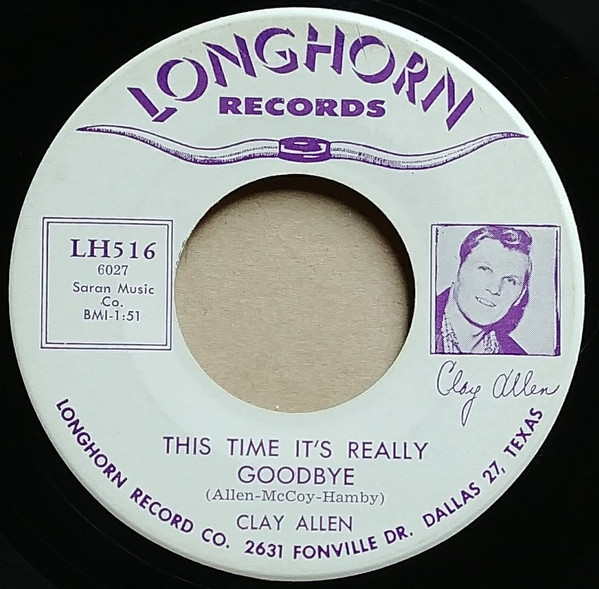 LONGHORN
RECORDS
LH516
6027
Saran Music
Co.
BMI-1:51
Clay Allen
THIS TIME IT'S REALLY
GOODBYE
(Allen-McCoy-Hamby)
CLAY ALLEN
LONGHORN RECORD CO. 2631 FONVILLE DR. DALLAS 27, TEXAS